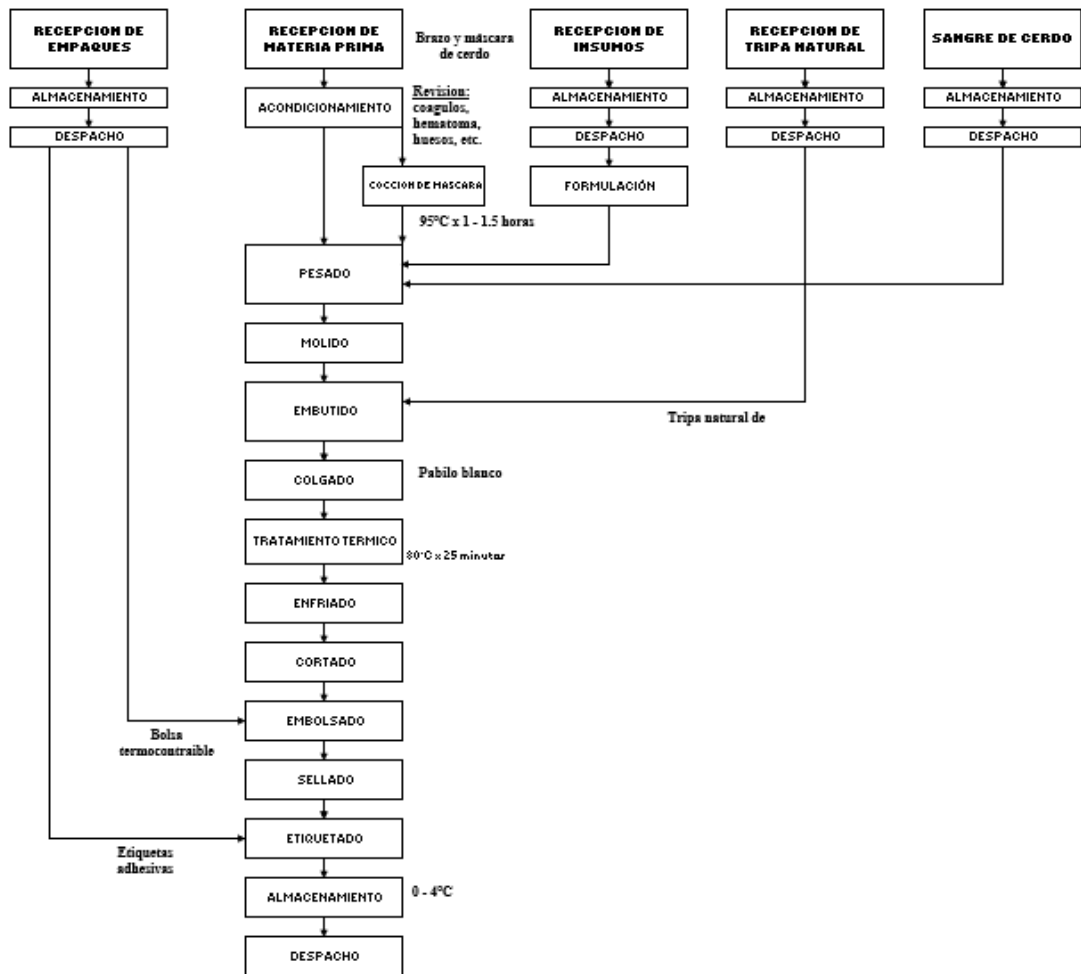 RECEPCION DE
EMPAQUES
RECEPCION DE
MATERIA PRIMA
Brazo y máscara
de cerdo
RECEPCION DE
INSUMOS
RECEPCION DE
TRIPA NATURAL
SANGRE DE CERDO
ALMACENAMIENTO
DESPACHO
ACONDICIONAMIENTO
Revision:
coagulos,
hematoma,
huesos, etc.
ALMACENAMIENTO
DESPACHO
ALMACENAMIENTO
DESPACHO
ALMACENAMIENTO
DESPACHO
COCCION DE MASCARA
95°C x 1 - 1.5 horas
FORMULACIÓN
PESADO
MOLIDO
EMBUTIDO
Tripa natural de
COLGADO
Pabilo blanco
TRATAMIENTO TERMICO
80°C x 25 minutos
ENFRIADO
CORTADO
EMBOLSADO
Bolsa
termocontraible
SELLADO
ETIQUETADO
Etiquetas
adhesivas
ALMACENAMIENTO
0 - 4°C
DESPACHO